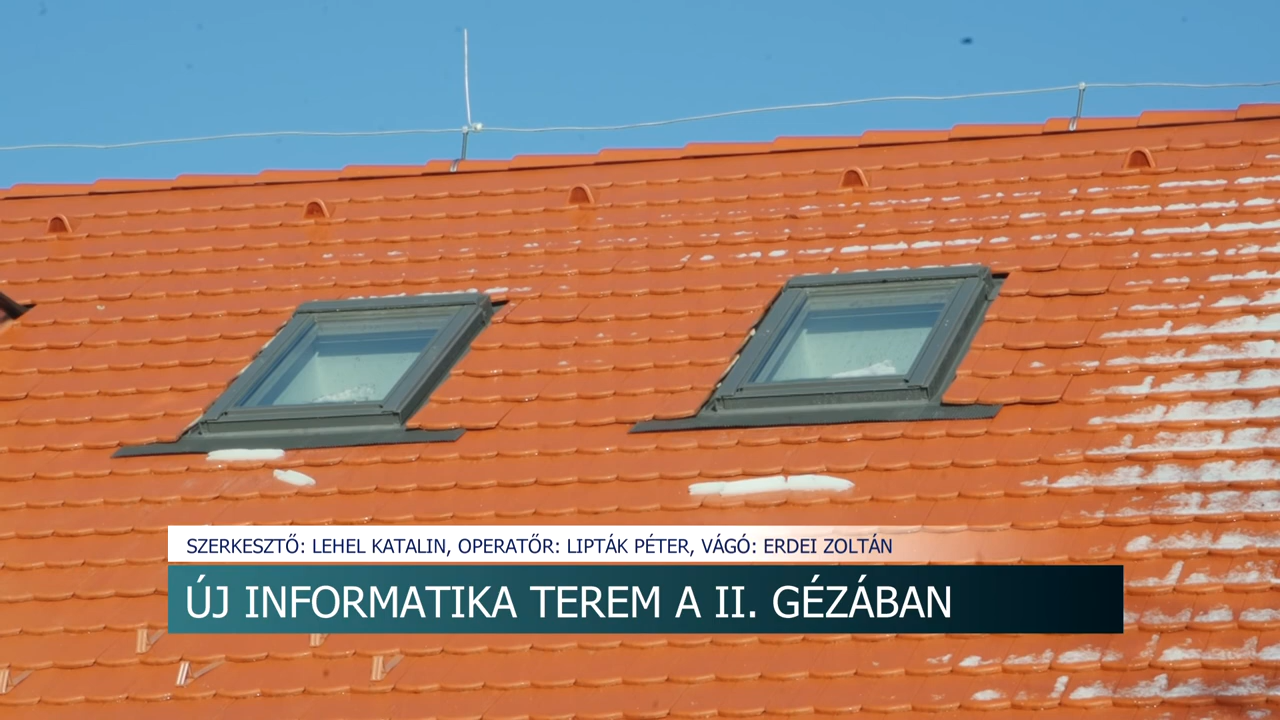 SZERKESZTŐ: LEHEL KATALIN, OPERATŐR: LIPTÁK PÉTER, VÁGÓ: ERDEI ZOLTÁN
ÚJ INFORMATIKA TEREM A II. GÉZÁBAN